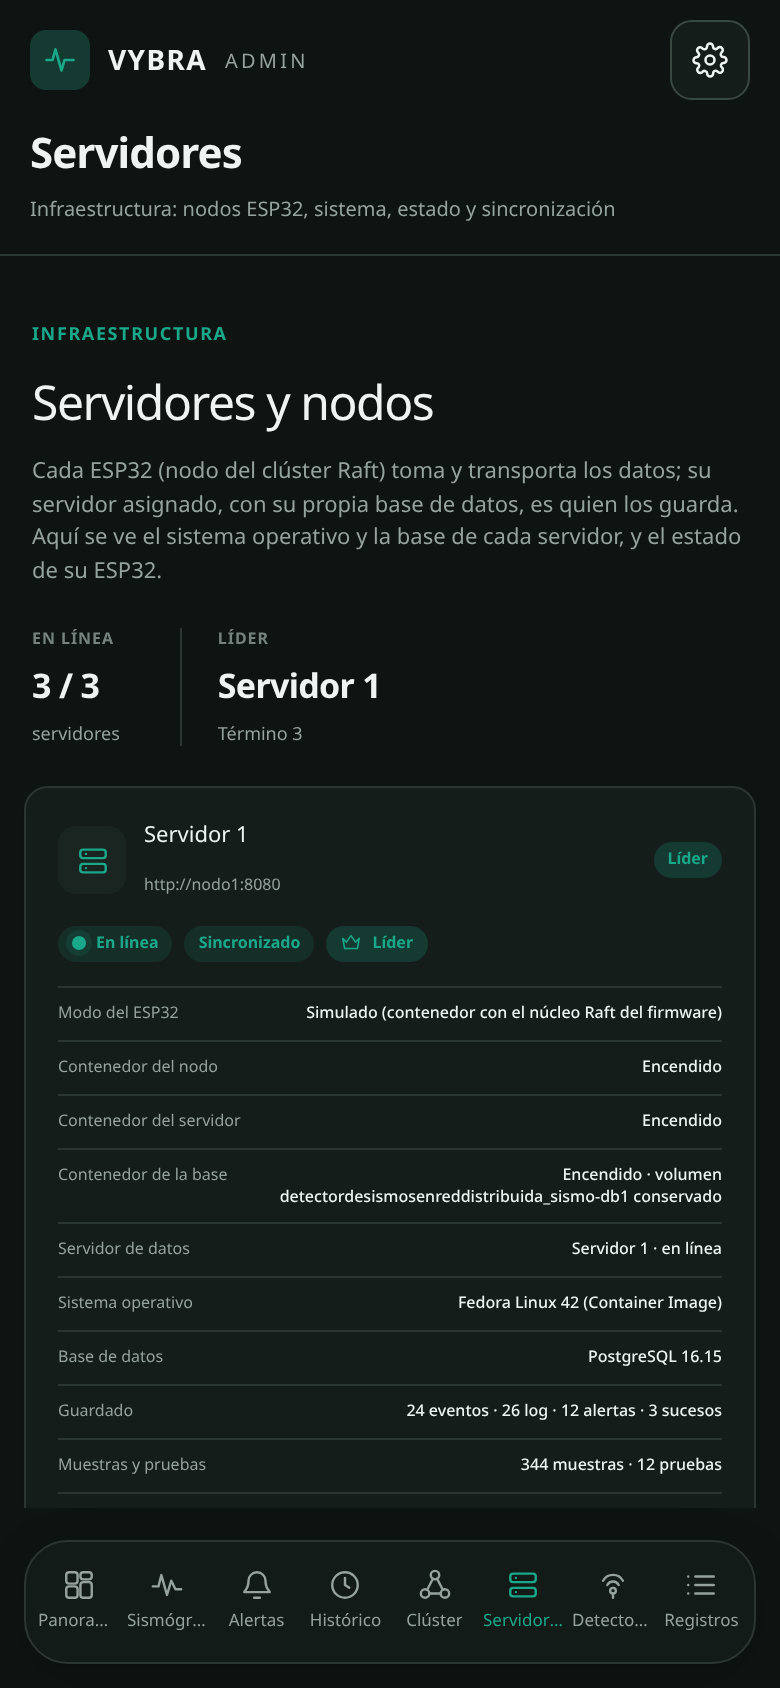 VYBRA ADMIN
Servidores
Infraestructura: nodos ESP32, sistema, estado y sincronización
INFRAESTRUCTURA
Servidores y nodos
Cada ESP32 (nodo del clúster Raft) toma y transporta los datos; su
servidor asignado, con su propia base de datos, es quien los guarda.
Aquí se ve el sistema operativo y la base de cada servidor, y el estado
de su ESP32.
EN LÍNEA
3 / 3
servidores
LÍDER
Servidor 1
Término 3
Servidor 1
http://nodo1:8080
Líder
En línea Sincronizado Líder
Modo del ESP32 Simulado (contenedor con el núcleo Raft del firmware)
Contenedor del nodo Encendido
Contenedor del servidor Encendido
Contenedor de la base Encendido · volumen
detectordesismosenreddistribuida_sismo-db1 conservado
Servidor de datos Servidor 1 · en línea
Sistema operativo Fedora Linux 42 (Container Image)
Base de datos PostgreSQL 16.15
Guardado 24 eventos · 26 log · 12 alertas · 3 sucesos
Muestras y pruebas 344 muestras · 12 pruebas
Panora... Sismógr... Alertas Histórico Clúster Servidor... Detecto... Registros